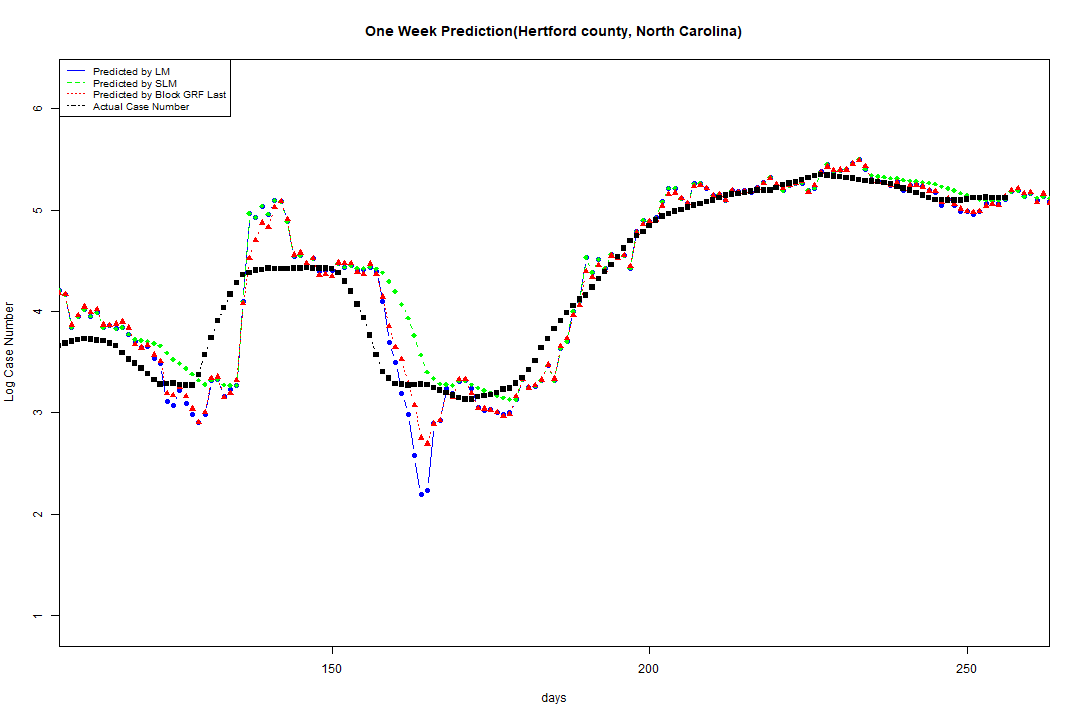 One Week Prediction(Hertford county, North Carolina)
Predicted by LM
Predicted by SLM
Predicted by Block GRF Last
Actual Case Number
Log Case Number
6
5
4
3
2
1
150
200
250
days